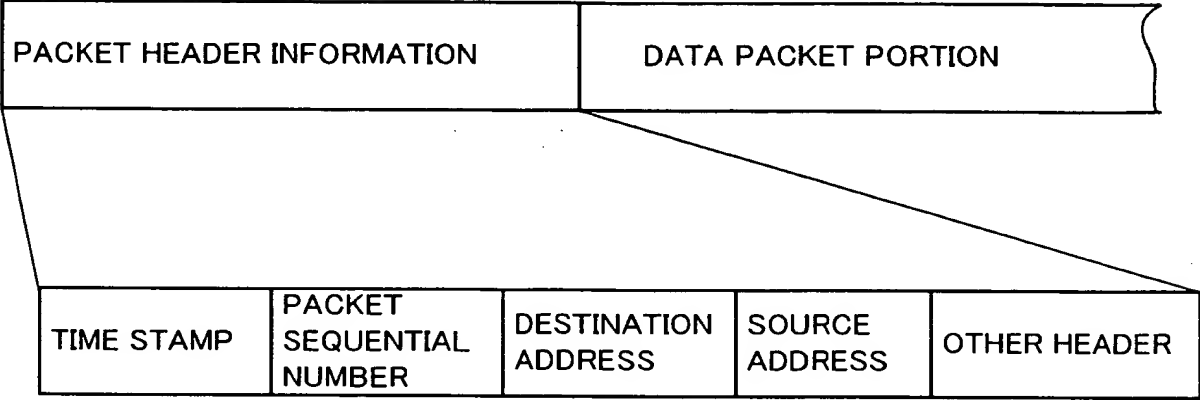 PACKET HEADER INFORMATION
DATA PACKET PORTION
TIME STAMP
PACKET
SEQUENTIAL
NUMBER
DESTINATION
ADDRESS
SOURCE
ADDRESS
OTHER HEADER